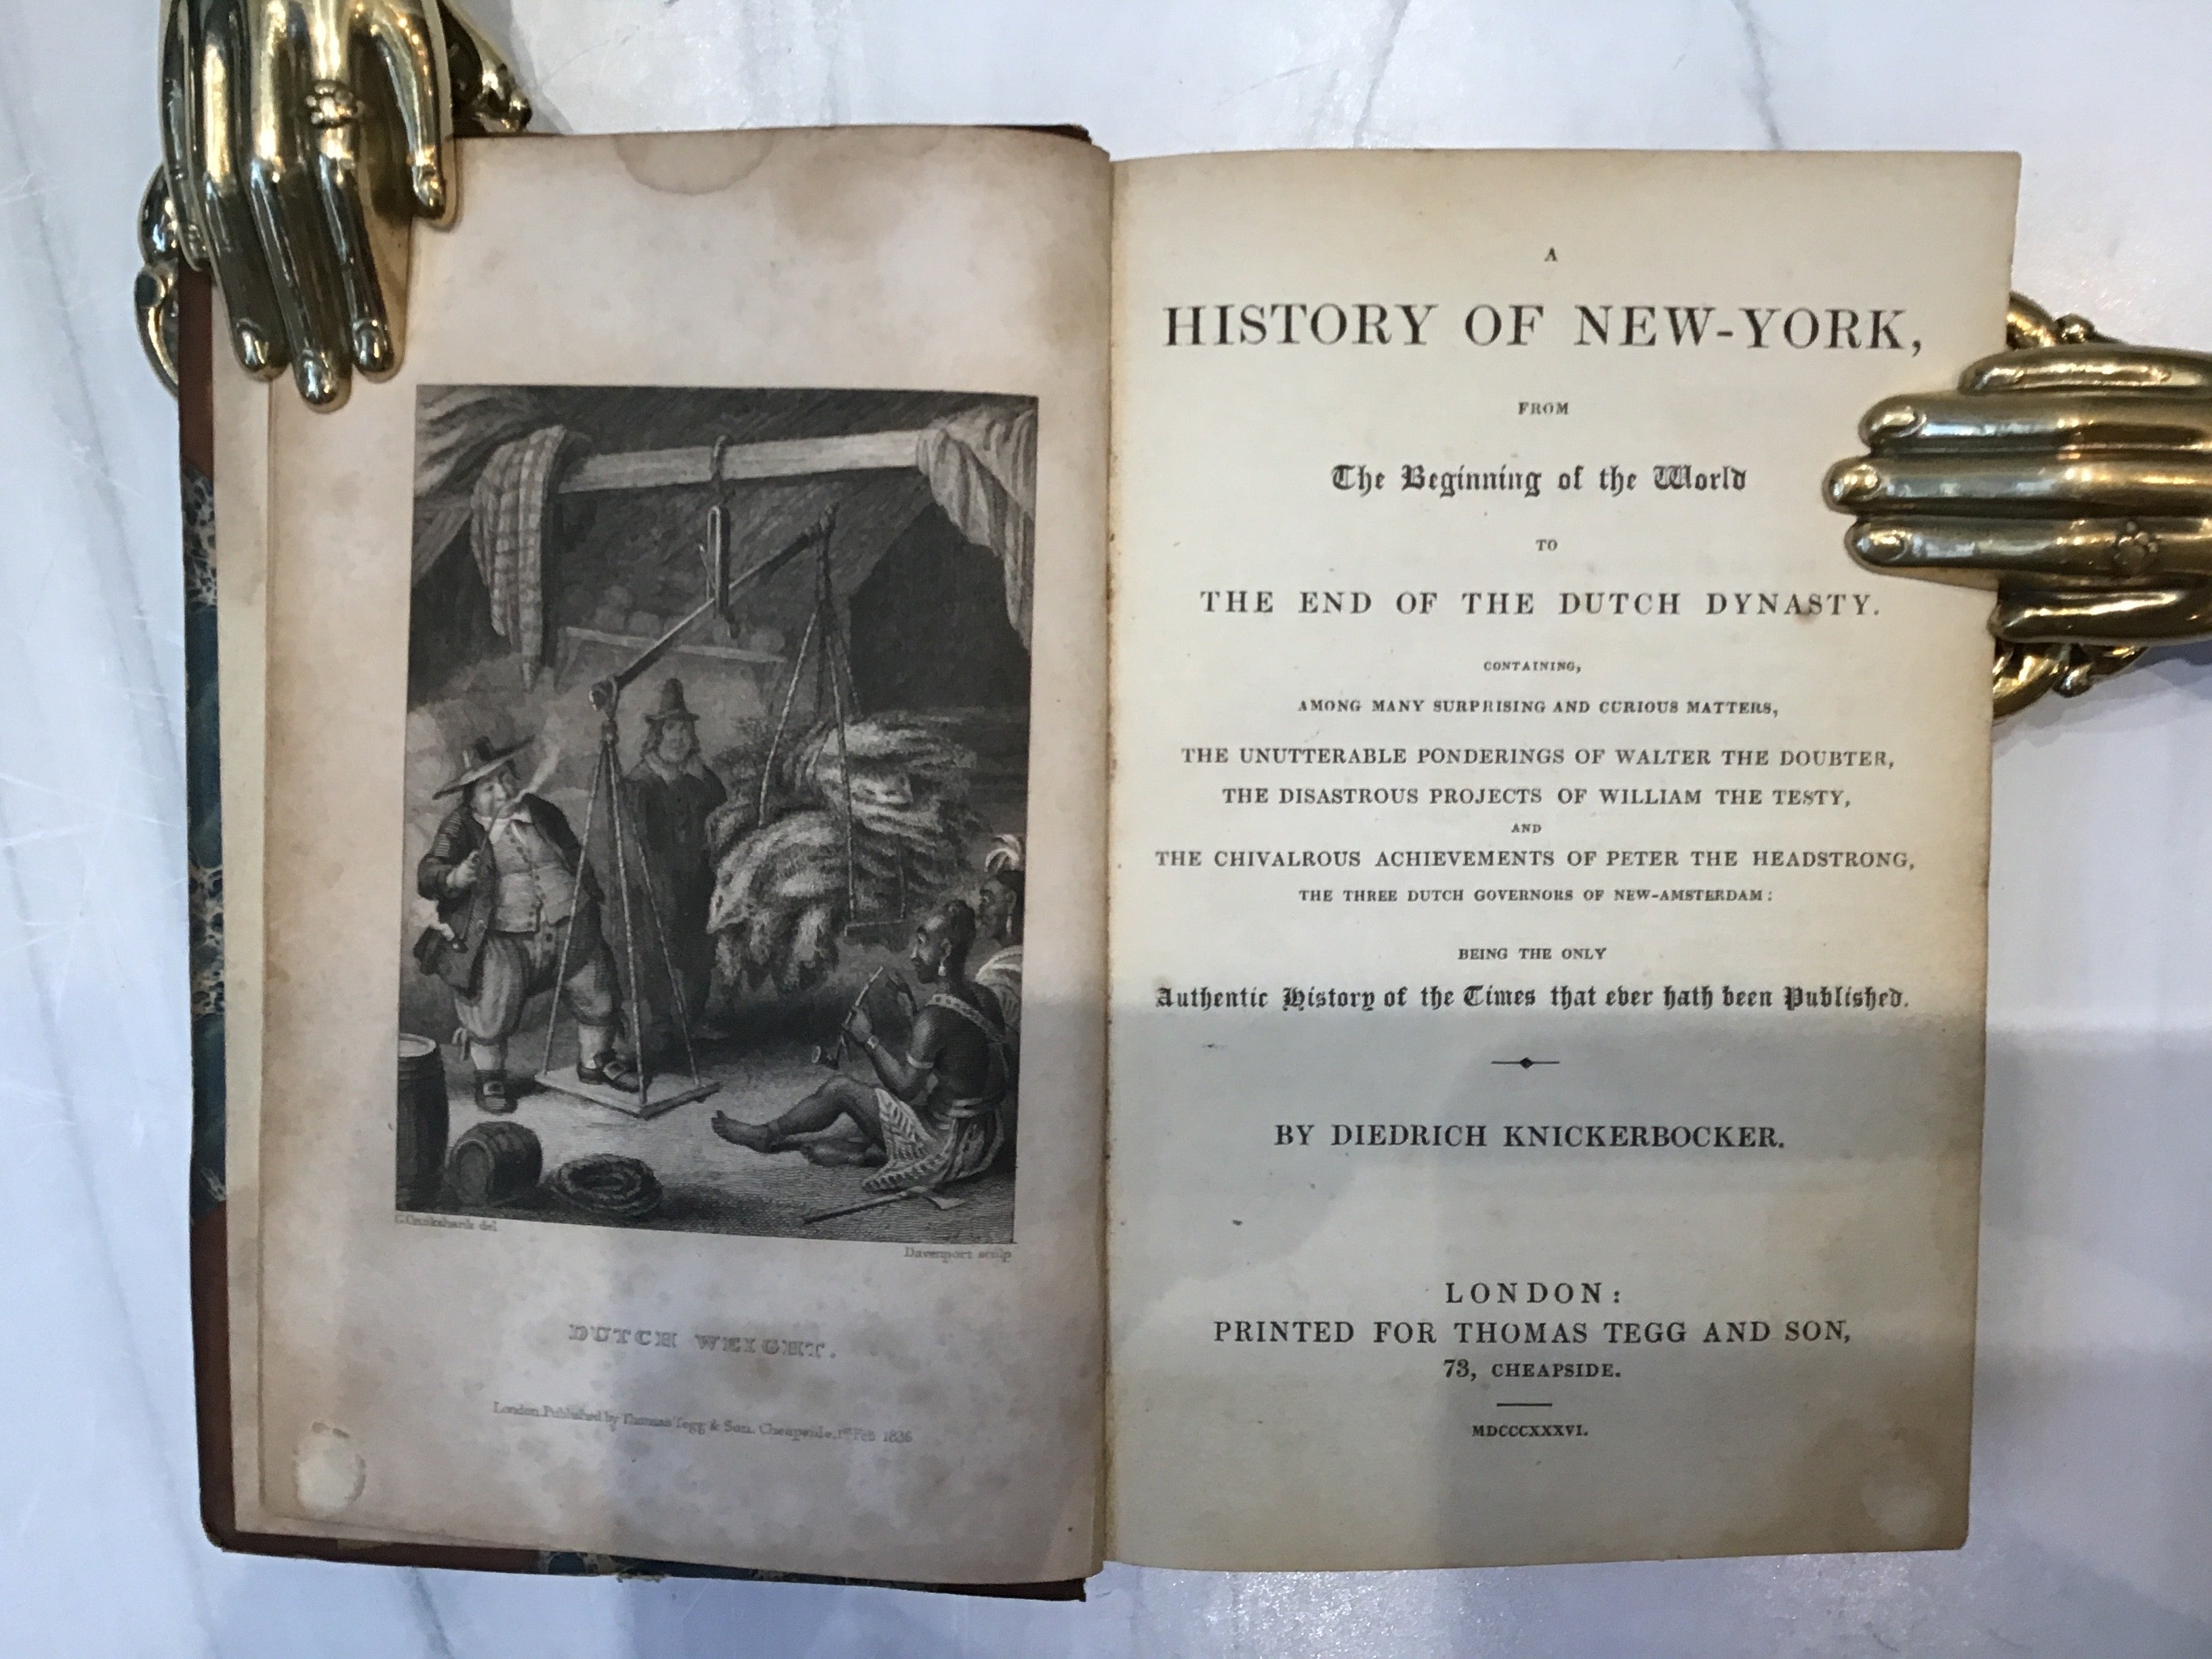 G. Cruikshank del
Davenport sculp
DUTCH WEIGHT.
London. Published by Thomas Tegg & Son. Cheapside, 1st Feb 1836
A
HISTORY OF NEW-YORK,
FROM
The Beginning of the World
TO
THE END OF THE DUTCH DYNASTY.
CONTAINING,
AMONG MANY SURPRISING AND CURIOUS MATTERS,
THE UNUTTERABLE PONDERINGS OF WALTER THE DOUBTER,
THE DISASTROUS PROJECTS OF WILLIAM THE TESTY,
AND
THE CHIVALROUS ACHIEVEMENTS OF PETER THE HEADSTRONG,
THE THREE DUTCH GOVERNORS OF NEW-AMSTERDAM:
BEING THE ONLY
Authentic History of the Times that ever hath been Published.
BY DIEDRICH KNICKERBOCKER.
LONDON:
PRINTED FOR THOMAS TEGG AND SON,
73, CHEAPSIDE.
MDCCCXXXVI.